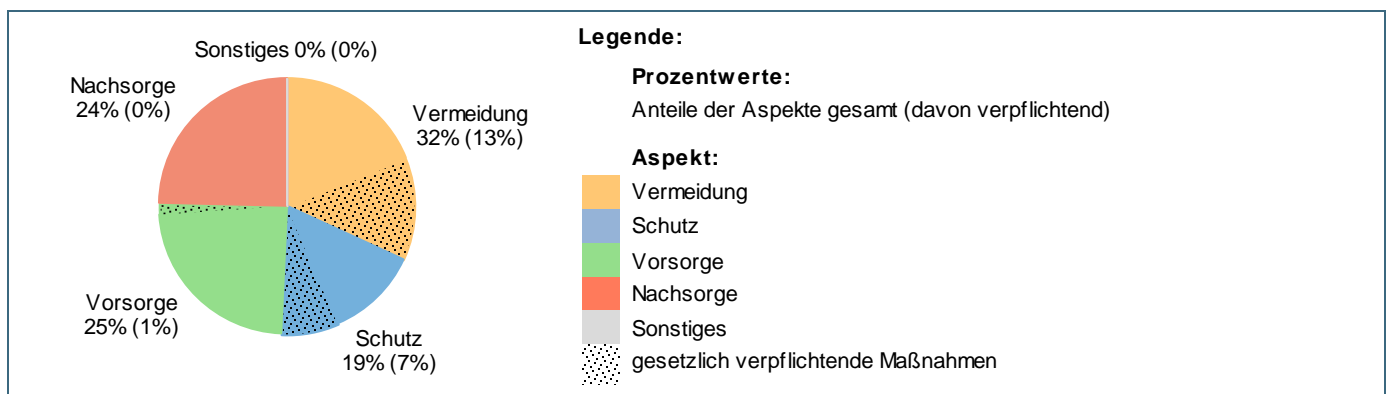 Sonstiges 0% (0%)
Nachsorge
24% (0%)
Vermeidung
32% (13%)
Vorsorge
25% (1%)
Schutz
19% (7%)
Legende:
Prozentwerte:
Anteile der Aspekte gesamt (davon verpflichtend)
Aspekt:
Vermeidung
Schutz
Vorsorge
Nachsorge
Sonstiges
gesetzlich verpflichtende Maßnahmen